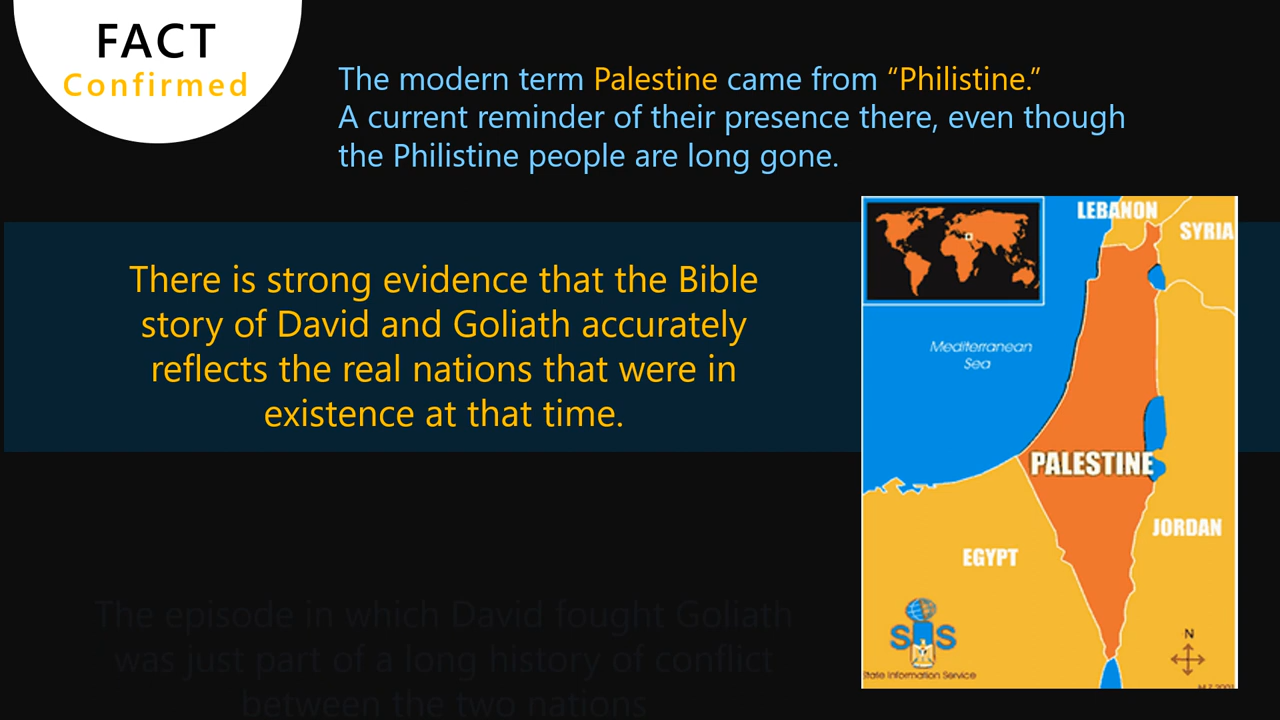 FACT
Confirmed
The modern term Palestine came from “Philistine.”
A current reminder of their presence there, even though
the Philistine people are long gone.
There is strong evidence that the Bible
story of David and Goliath accurately
reflects the real nations that were in
existence at that time.
The episode in which David fought Goliath
was just part of a long history of conflict
between the two nations
LEBANON
SYRIA
Mediterranean
Sea
PALESTINE
JORDAN
EGYPT
SIS
State Information Service
N